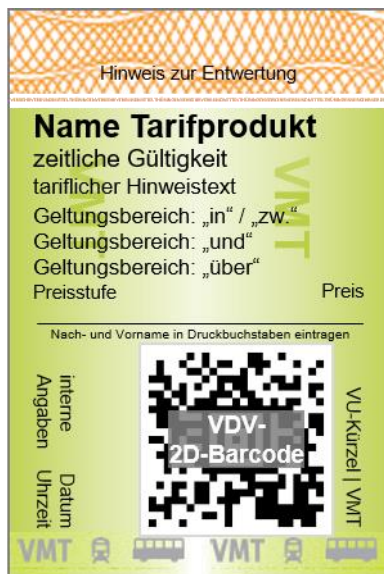 Hinweis zur Entwertung
Name Tarifprodukt
zeitliche Gültigkeit
tariflicher Hinweistext
Geltungsbereich: „in“ / „zw.“
Geltungsbereich: „und“
Geltungsbereich: „über“
Preisstufe Preis
Nach- und Vorname in Druckbuchstaben eintragen
interne Angaben
Datum Uhrzeit
VDV-
2D-Barcode
VU-Kürzel | VMT
VMT VMT
VMT VMT